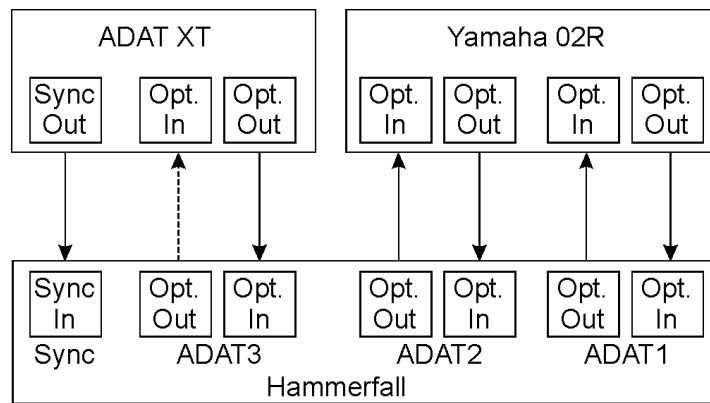 ADAT XT
Yamaha 02R
Sync Out
Opt. In
Opt. Out
Opt. In
Opt. Out
Opt. In
Opt. Out
Sync In
Opt. Out
Opt. In
Opt. Out
Opt. In
Opt. Out
Opt. In
Sync
ADAT3
ADAT2
ADAT1
Hammerfall